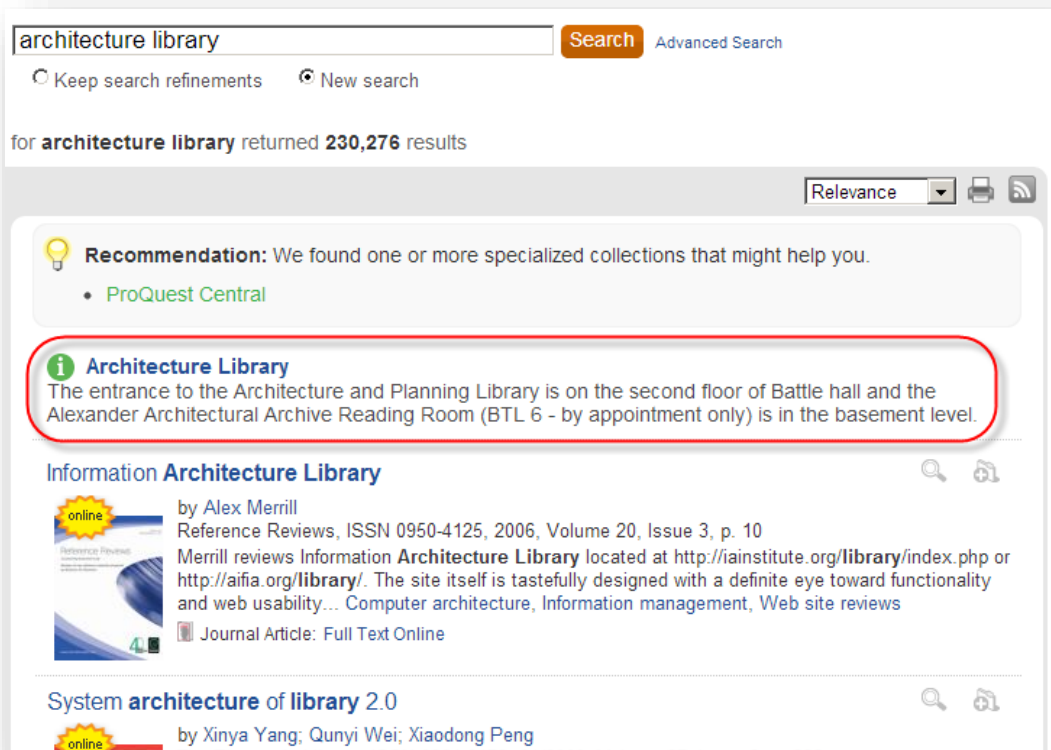 architecture library
Search Advanced Search
Keep search refinements New search
for architecture library returned 230,276 results
Relevance
Recommendation: We found one or more specialized collections that might help you.
• ProQuest Central
Architecture Library
The entrance to the Architecture and Planning Library is on the second floor of Battle hall and the
Alexander Architectural Archive Reading Room (BTL 6 - by appointment only) is in the basement level.
Information Architecture Library
online
Reference Reviews
by Alex Merrill
Reference Reviews, ISSN 0950-4125, 2006, Volume 20, Issue 3, p. 10
Merrill reviews Information Architecture Library located at http://iainstitute.org/library/index.php or
http://aifia.org/library/. The site itself is tastefully designed with a definite eye toward functionality
and web usability... Computer architecture, Information management, Web site reviews
Journal Article: Full Text Online
System architecture of library 2.0
online
by Xinya Yang; Qunyi Wei; Xiaodong Peng